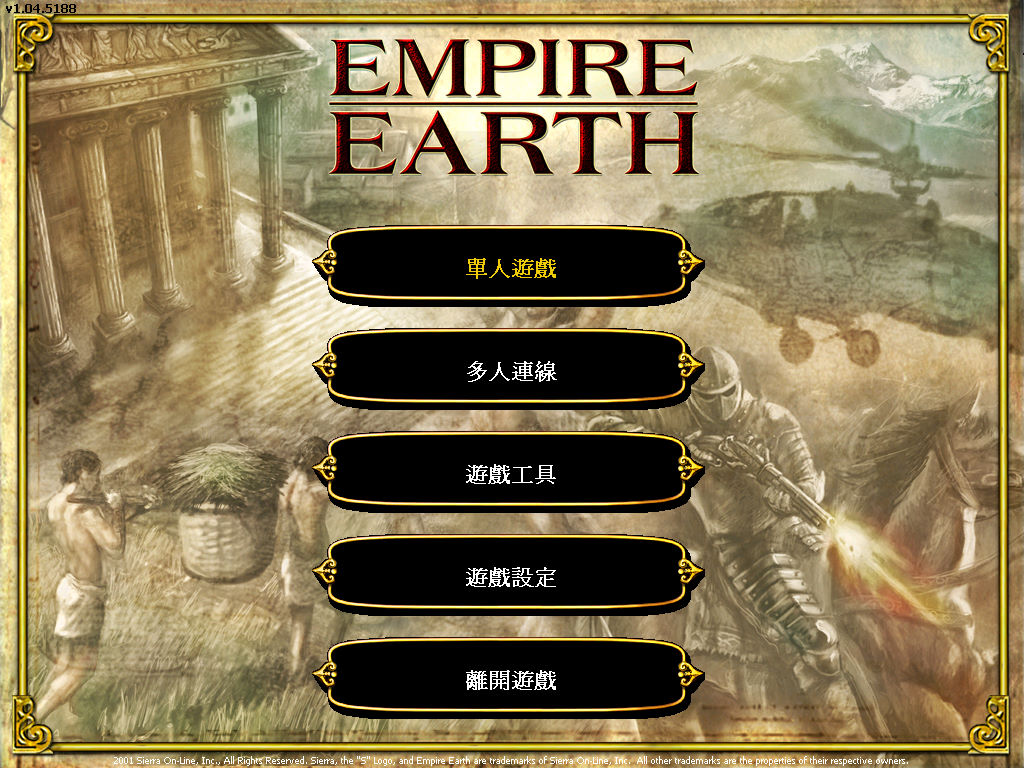 v1.04.5188
EMPIRE
EARTH
單人遊戲
多人連線
遊戲工具
遊戲設定
離開遊戲
2001 Sierra On-Line, Inc., All Rights Reserved. Sierra, the "S" Logo, and Empire Earth are trademarks of Sierra On-Line, Inc. All other trademarks are the properties of their respective owners.